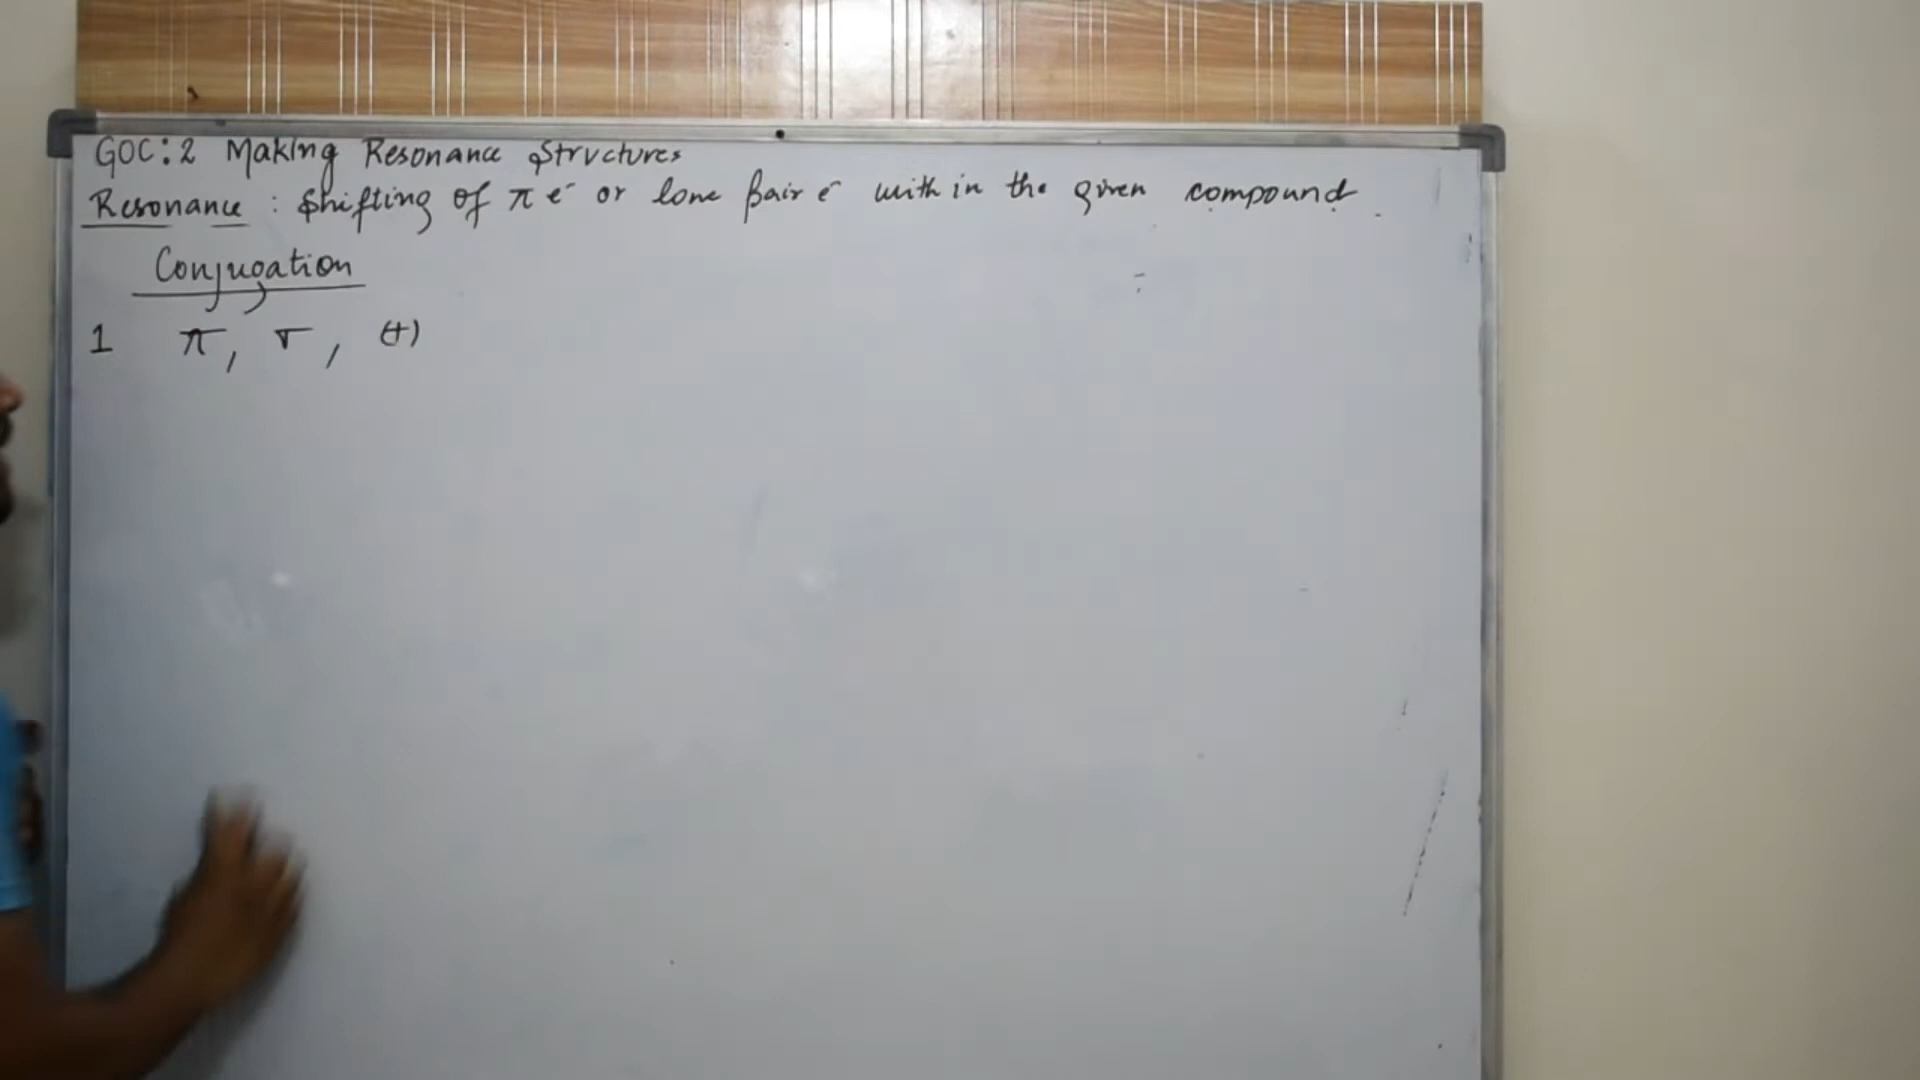 GOC: 2 Making Resonance Structures
Resonance : Shifting of π e⁻ or lone pair e⁻ with in the given compound.
Conjugation
1 π, σ, (+)